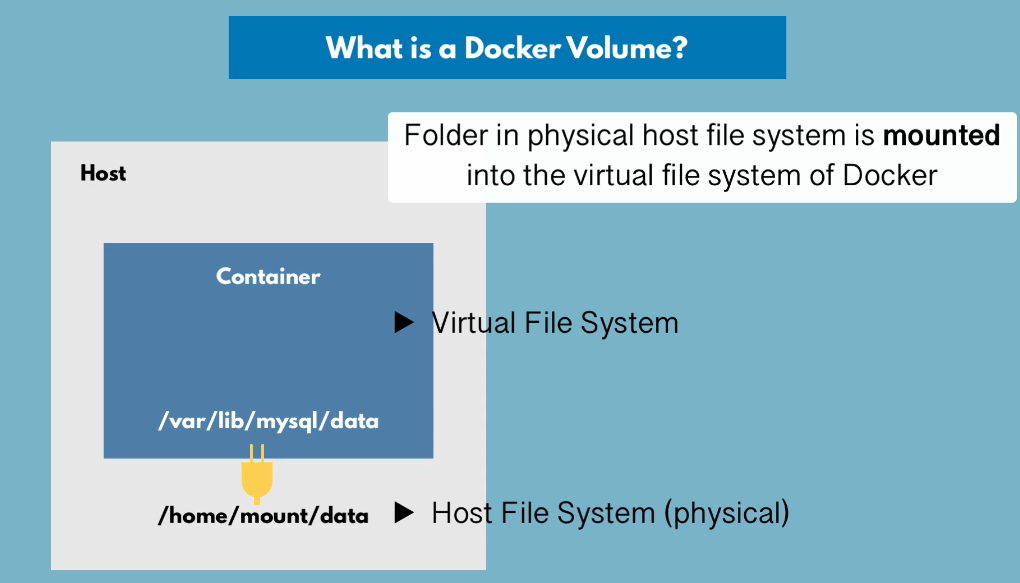 What is a Docker Volume?
Folder in physical host file system is mounted
into the virtual file system of Docker
Host
Container
Virtual File System
/var/lib/mysql/data
/home/mount/data
Host File System (physical)